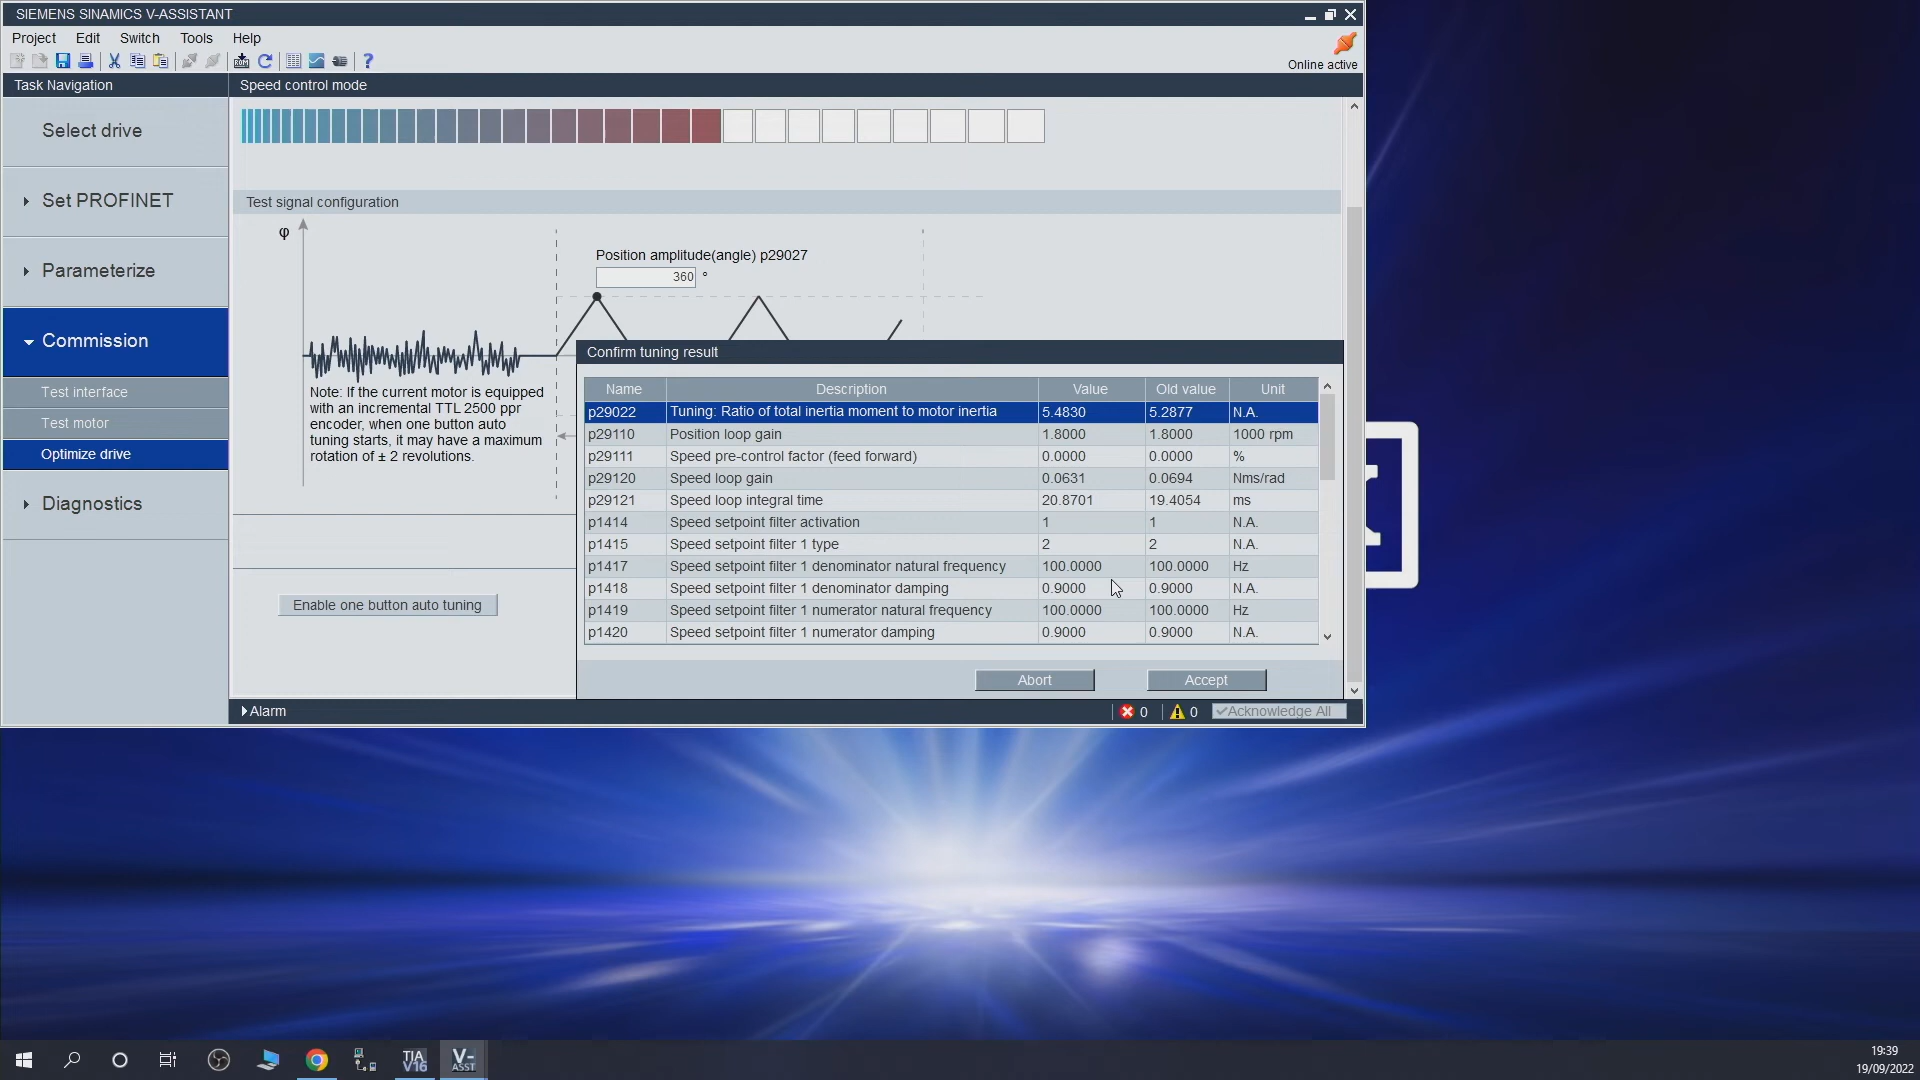 SIEMENS SINAMICS V-ASSISTANT
Project Edit Switch Tools Help
Online active
Task Navigation
Speed control mode
Select drive
Set PROFINET
Parameterize
Commission
Test interface
Test motor
Optimize drive
Diagnostics
Test signal configuration
φ
Position amplitude(angle) p29027
360 °
Note: If the current motor is equipped
with an incremental TTL 2500 ppr
encoder, when one button auto
tuning starts, it may have a maximum
rotation of ± 2 revolutions.
Enable one button auto tuning
Confirm tuning result
Name Description Value Old value Unit
p29022 Tuning: Ratio of total inertia moment to motor inertia 5.4830 5.2877 N.A.
p29110 Position loop gain 1.8000 1.8000 1000 rpm
p29111 Speed pre-control factor (feed forward) 0.0000 0.0000 %
p29120 Speed loop gain 0.0631 0.0694 Nms/rad
p29121 Speed loop integral time 20.8701 19.4054 ms
p1414 Speed setpoint filter activation 1 1 N.A.
p1415 Speed setpoint filter 1 type 2 2 N.A.
p1417 Speed setpoint filter 1 denominator natural frequency 100.0000 100.0000 Hz
p1418 Speed setpoint filter 1 denominator damping 0.9000 0.9000 N.A.
p1419 Speed setpoint filter 1 numerator natural frequency 100.0000 100.0000 Hz
p1420 Speed setpoint filter 1 numerator damping 0.9000 0.9000 N.A.
Abort Accept
Alarm 0 0 Acknowledge All
TIA
V16
V-
ASST
19:39
19/09/2022